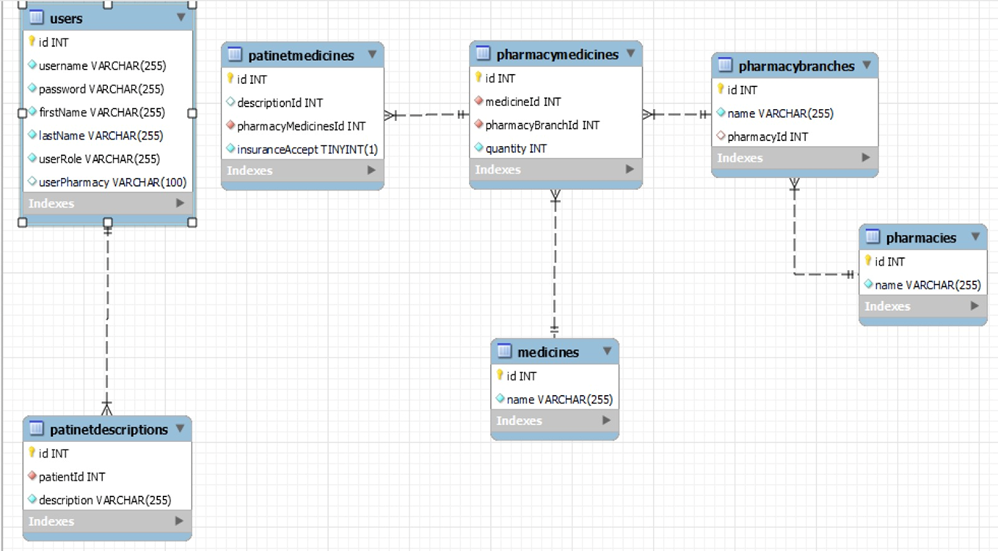 users
id INT
username VARCHAR(255)
password VARCHAR(255)
firstName VARCHAR(255)
lastName VARCHAR(255)
userRole VARCHAR(255)
userPharmacy VARCHAR(100)
Indexes
patinetmedicines
id INT
descriptionId INT
pharmacyMedicinesId INT
insuranceAccept TINYINT(1)
Indexes
pharmacymedicines
id INT
medicineId INT
pharmacyBranchId INT
quantity INT
Indexes
pharmacybranches
id INT
name VARCHAR(255)
pharmacyId INT
Indexes
pharmacies
id INT
name VARCHAR(255)
Indexes
medicines
id INT
name VARCHAR(255)
Indexes
patinetdescriptions
id INT
patientId INT
description VARCHAR(255)
Indexes